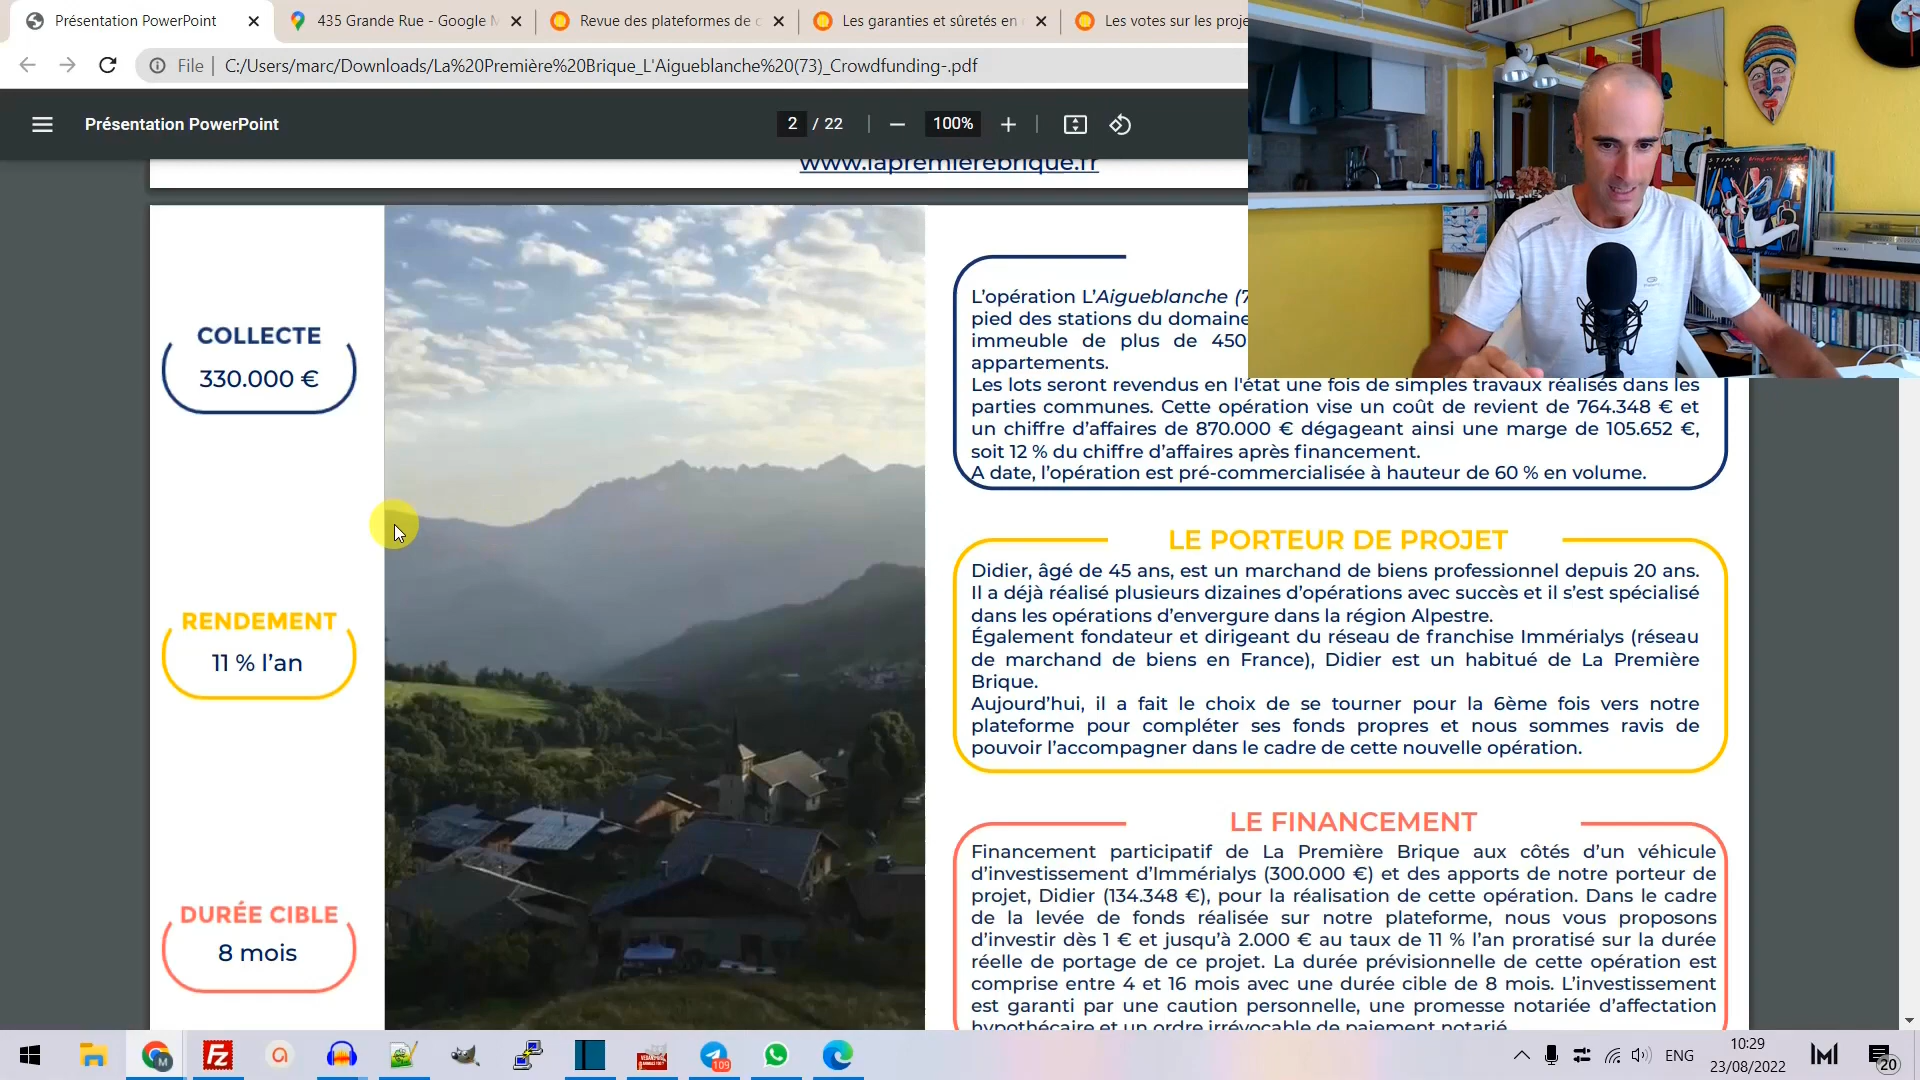 Présentation PowerPoint
435 Grande Rue - Google M
Revue des plateformes de c
Les garanties et sûretés en
Les votes sur les proje
File
C:/Users/marc/Downloads/La%20Première%20Brique_L'Aigueblanche%20(73)_Crowdfunding-.pdf
Présentation PowerPoint
2 / 22
100%
www.lapremierebrique.fr
COLLECTE
330.000 €
RENDEMENT
11 % l’an
DURÉE CIBLE
8 mois
L’opération L’Aigueblanche (7
pied des stations du domaine
immeuble de plus de 450
appartements.
Les lots seront revendus en l'état une fois de simples travaux réalisés dans les
parties communes. Cette opération vise un coût de revient de 764.348 € et
un chiffre d’affaires de 870.000 € dégageant ainsi une marge de 105.652 €,
soit 12 % du chiffre d’affaires après financement.
A date, l’opération est pré-commercialisée à hauteur de 60 % en volume.
LE PORTEUR DE PROJET
Didier, âgé de 45 ans, est un marchand de biens professionnel depuis 20 ans.
Il a déjà réalisé plusieurs dizaines d’opérations avec succès et il s’est spécialisé
dans les opérations d’envergure dans la région Alpestre.
Également fondateur et dirigeant du réseau de franchise Immérialys (réseau
de marchand de biens en France), Didier est un habitué de La Première
Brique.
Aujourd’hui, il a fait le choix de se tourner pour la 6ème fois vers notre
plateforme pour compléter ses fonds propres et nous sommes ravis de
pouvoir l’accompagner dans le cadre de cette nouvelle opération.
LE FINANCEMENT
Financement participatif de La Première Brique aux côtés d’un véhicule
d’investissement d’Immérialys (300.000 €) et des apports de notre porteur de
projet, Didier (134.348 €), pour la réalisation de cette opération. Dans le cadre
de la levée de fonds réalisée sur notre plateforme, nous vous proposons
d’investir dès 1 € et jusqu’à 2.000 € au taux de 11 % l’an proratisé sur la durée
réelle de portage de ce projet. La durée prévisionnelle de cette opération est
comprise entre 4 et 16 mois avec une durée cible de 8 mois. L’investissement
est garanti par une caution personnelle, une promesse notariée d’affectation
hypothécaire et un ordre irrévocable de paiement notarié.
STING
109
ENG
10:29
23/08/2022
20